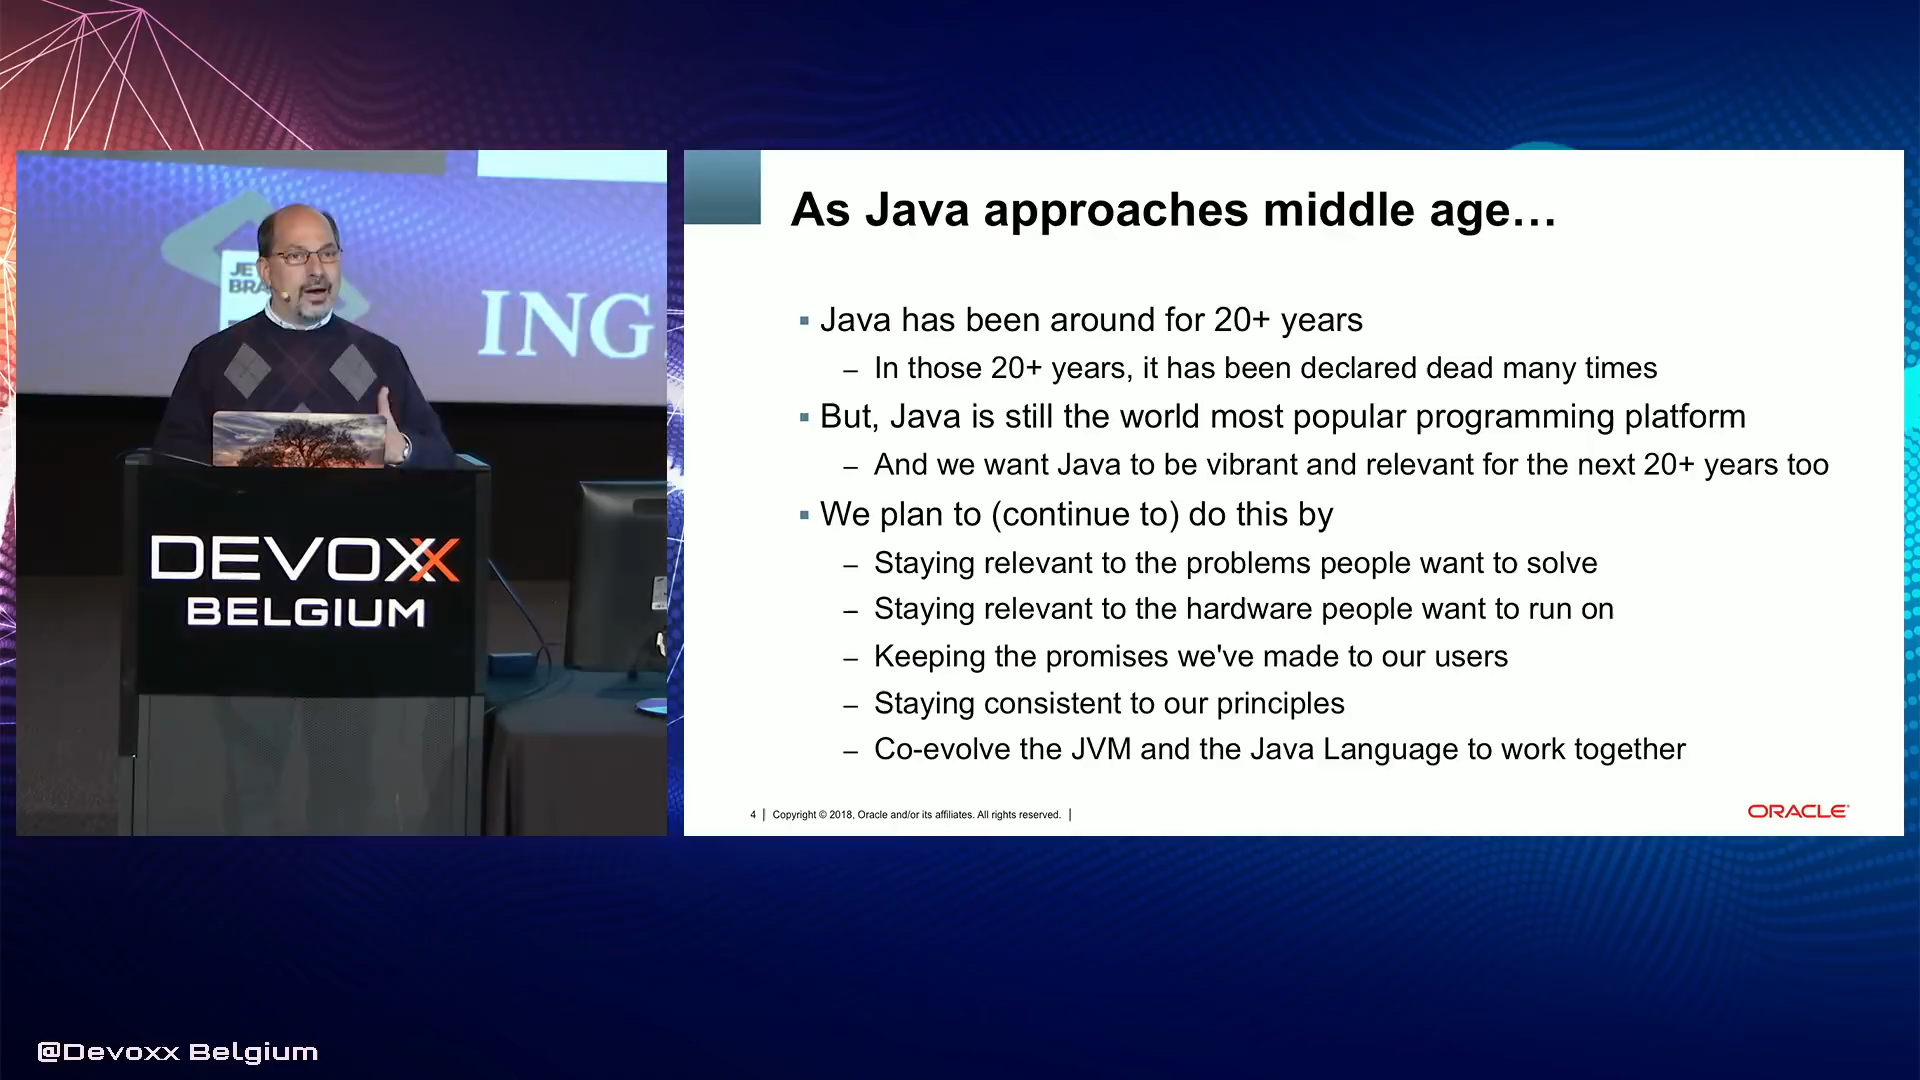 JE
BRA
ING
DEVOXX
BELGIUM
As Java approaches middle age…
▪ Java has been around for 20+ years
– In those 20+ years, it has been declared dead many times
▪ But, Java is still the world most popular programming platform
– And we want Java to be vibrant and relevant for the next 20+ years too
▪ We plan to (continue to) do this by
– Staying relevant to the problems people want to solve
– Staying relevant to the hardware people want to run on
– Keeping the promises we've made to our users
– Staying consistent to our principles
– Co-evolve the JVM and the Java Language to work together
4 | Copyright © 2018, Oracle and/or its affiliates. All rights reserved. |
ORACLE
@Devoxx Belgium